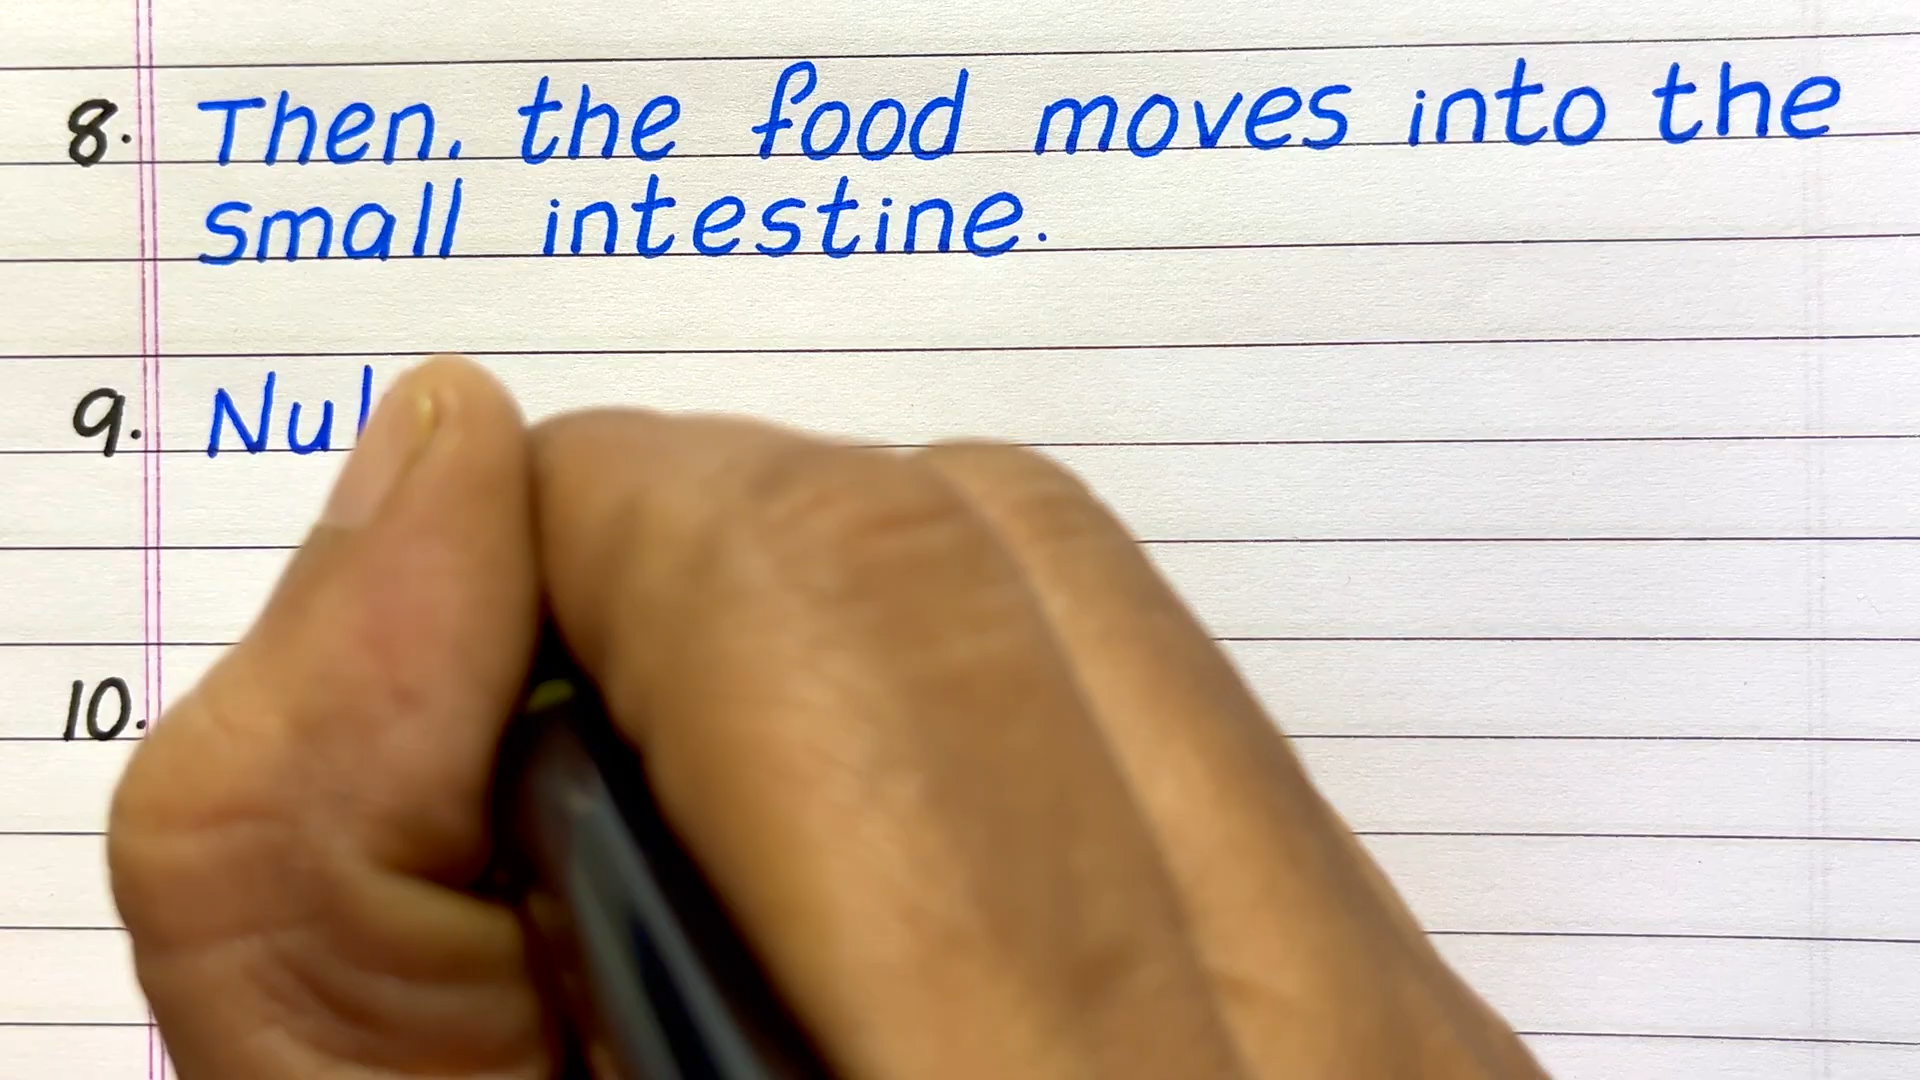 8. Then, the food moves into the
small intestine.
9. Nu
10.